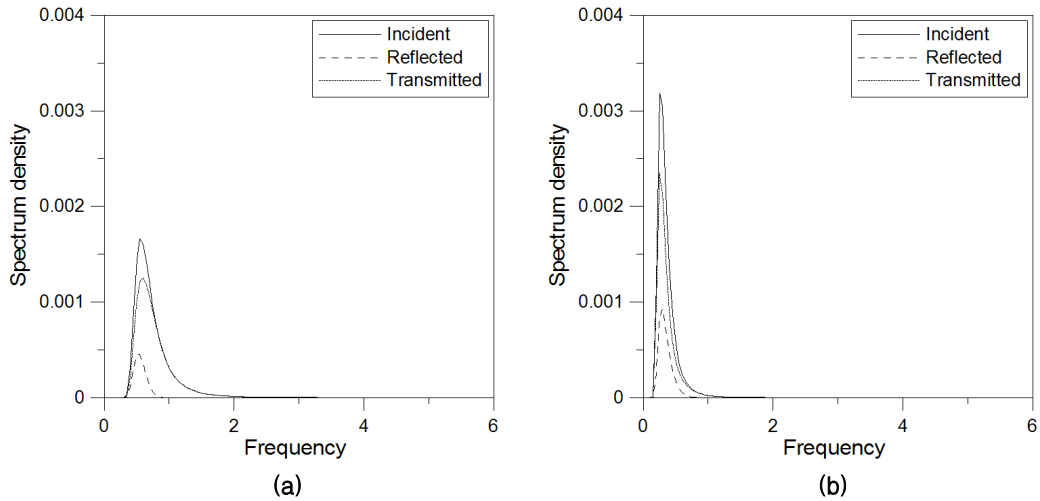 0.004
0.003
0.002
0.001
0
Spectrum density
Incident
Reflected
Transmitted
0 2 4 6
Frequency
(a)
0.004
0.003
0.002
0.001
0
Spectrum density
Incident
Reflected
Transmitted
0 2 4 6
Frequency
(b)